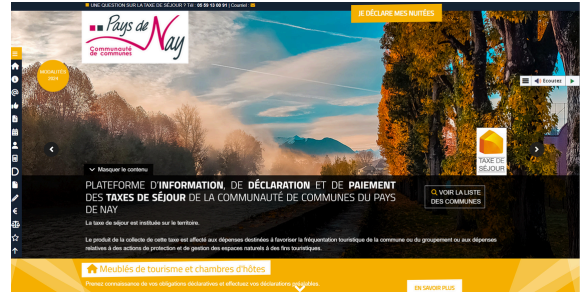 UNE QUESTION SUR LA TAXE DE SÉJOUR ? Tél : 05 59 13 00 91 | Courriel :
JE DÉCLARE MES NUITÉES
Pays de Nay
Communauté
de communes
MODALITÉS
2024
Ecoutez
TAXE DE
SÉJOUR
Masquer le contenu
PLATEFORME D'INFORMATION, DE DÉCLARATION ET DE PAIEMENT
DES TAXES DE SÉJOUR DE LA COMMUNAUTÉ DE COMMUNES DU PAYS
DE NAY
VOIR LA LISTE
DES COMMUNES
La taxe de séjour est instituée sur le territoire.
Le produit de la collecte de cette taxe est affecté aux dépenses destinées à favoriser la fréquentation touristique de la commune ou du groupement ou aux dépenses
relatives à des actions de protection et de gestion des espaces naturels à des fins touristiques.
Meublés de tourisme et chambres d'hôtes
Prenez connaissance de vos obligations déclaratives et effectuez vos déclarations préalables.
EN SAVOIR PLUS